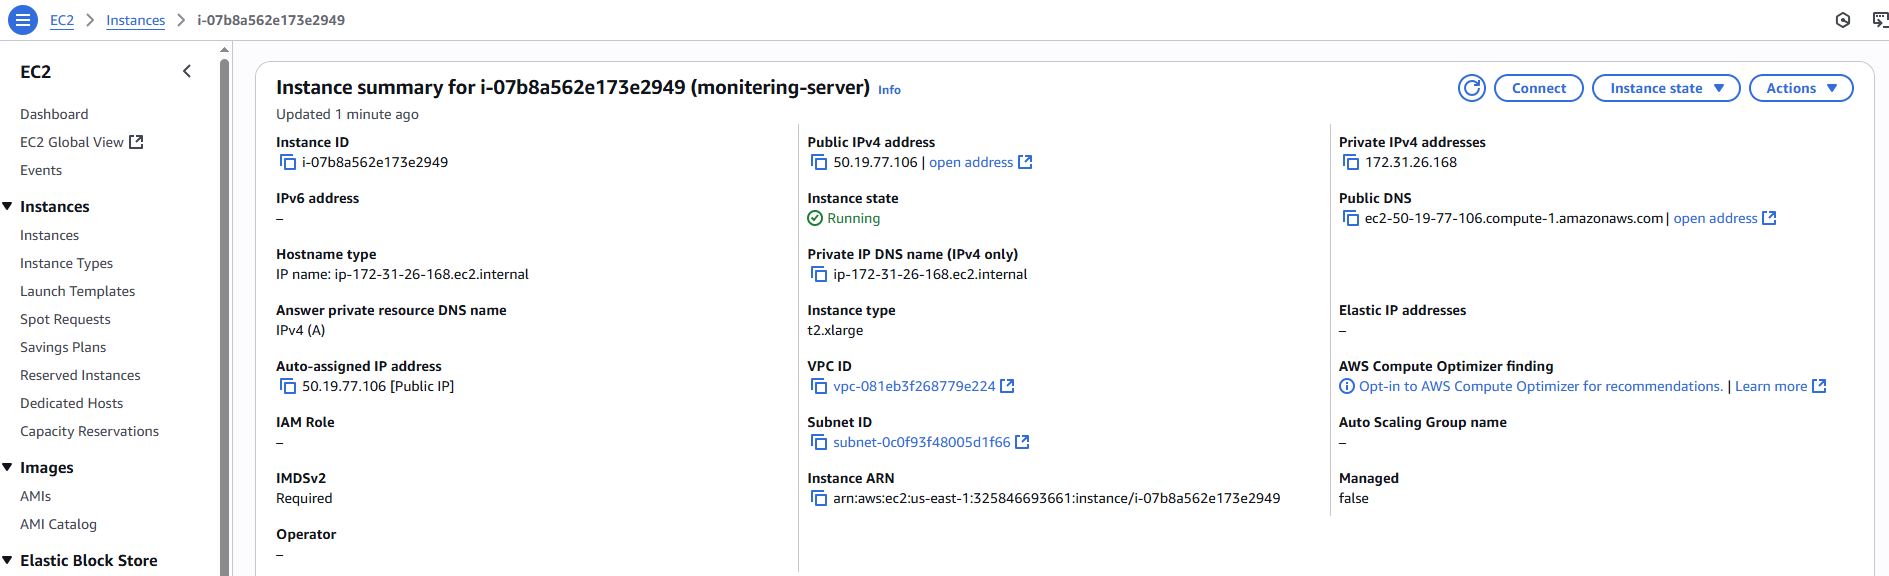 EC2 > Instances > i-07b8a562e173e2949
EC2
Dashboard
EC2 Global View
Events
Instances
Instances
Instance Types
Launch Templates
Spot Requests
Savings Plans
Reserved Instances
Dedicated Hosts
Capacity Reservations
Images
AMIs
AMI Catalog
Elastic Block Store
Instance summary for i-07b8a562e173e2949 (monitering-server) Info
Updated 1 minute ago
Connect
Instance state
Actions
Instance ID
i-07b8a562e173e2949
Public IPv4 address
50.19.77.106 | open address
Private IPv4 addresses
172.31.26.168
IPv6 address
–
Instance state
Running
Public DNS
ec2-50-19-77-106.compute-1.amazonaws.com | open address
Hostname type
IP name: ip-172-31-26-168.ec2.internal
Private IP DNS name (IPv4 only)
ip-172-31-26-168.ec2.internal
Answer private resource DNS name
IPv4 (A)
Instance type
t2.xlarge
Elastic IP addresses
–
Auto-assigned IP address
50.19.77.106 [Public IP]
VPC ID
vpc-081eb3f268779e224
AWS Compute Optimizer finding
Opt-in to AWS Compute Optimizer for recommendations. | Learn more
IAM Role
–
Subnet ID
subnet-0c0f93f48005d1f66
Auto Scaling Group name
–
IMDSv2
Required
Instance ARN
arn:aws:ec2:us-east-1:325846693661:instance/i-07b8a562e173e2949
Managed
false
Operator
–